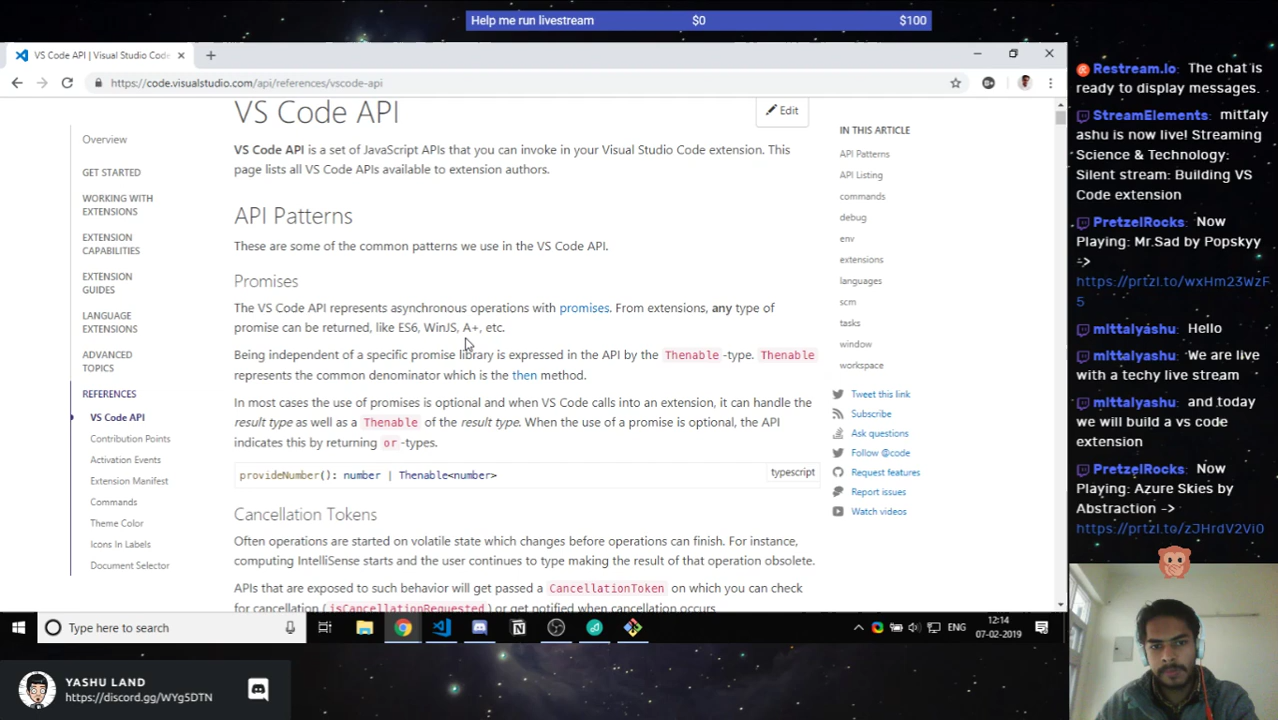 Help me run livestream $0 $100
VS Code API | Visual Studio Code
https://code.visualstudio.com/api/references/vscode-api
Overview
GET STARTED
WORKING WITH
EXTENSIONS
EXTENSION
CAPABILITIES
EXTENSION
GUIDES
LANGUAGE
EXTENSIONS
ADVANCED
TOPICS
REFERENCES
VS Code API
Contribution Points
Activation Events
Extension Manifest
Commands
Theme Color
Icons In Labels
Document Selector
VS Code API
Edit
VS Code API is a set of JavaScript APIs that you can invoke in your Visual Studio Code extension. This
page lists all VS Code APIs available to extension authors.
API Patterns
These are some of the common patterns we use in the VS Code API.
Promises
The VS Code API represents asynchronous operations with promises. From extensions, any type of
promise can be returned, like ES6, WinJS, A+, etc.
Being independent of a specific promise library is expressed in the API by the Thenable -type. Thenable
represents the common denominator which is the then method.
In most cases the use of promises is optional and when VS Code calls into an extension, it can handle the
result type as well as a Thenable of the result type. When the use of a promise is optional, the API
indicates this by returning or -types.
provideNumber(): number | Thenable<number>
typescript
Cancellation Tokens
Often operations are started on volatile state which changes before operations can finish. For instance,
computing IntelliSense starts and the user continues to type making the result of that operation obsolete.
APIs that are exposed to such behavior will get passed a CancellationToken on which you can check
for cancellation (isCancellationRequested) or get notified when cancellation occurs
IN THIS ARTICLE
API Patterns
API Listing
commands
debug
env
extensions
languages
scm
tasks
window
workspace
Tweet this link
Subscribe
Ask questions
Follow @code
Request features
Report issues
Watch videos
Restream.Io: The chat is
ready to display messages.
StreamElements: mittaly
ashu is now live! Streaming
Science & Technology:
Silent stream: Building VS
Code extension
PretzelRocks: Now
Playing: Mr.Sad by Popskyy
->
https://prtzl.to/wxHm23WzF
5
mittalyashu: Hello
mittalyashu: We are live
with a techy live stream
mittalyashu: and today
we will build a vs code
extension
PretzelRocks: Now
Playing: Azure Skies by
Abstraction ->
https://prtzl.to/zJHrdV2Vi0
Type here to search
ENG
12:14
07-02-2019
YASHU LAND
https://discord.gg/WYg5DTN